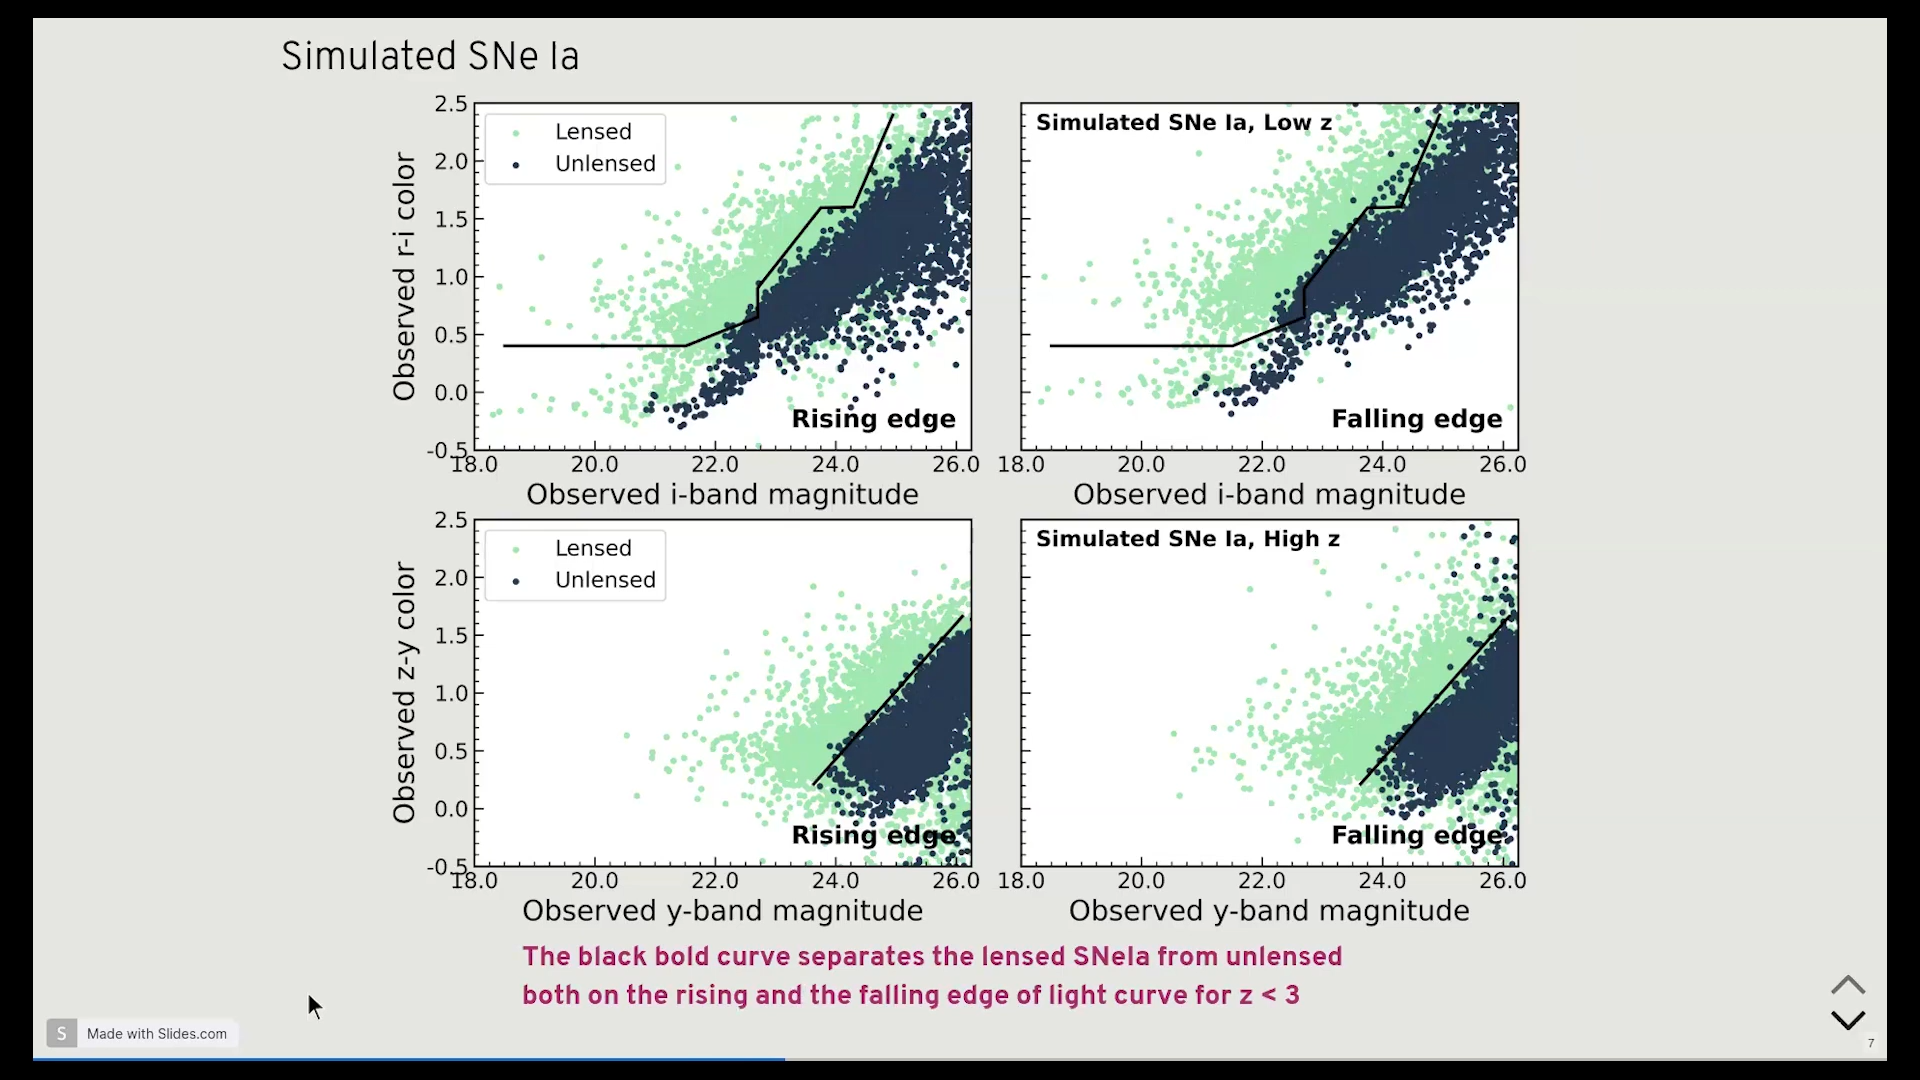 Simulated SNe Ia
2.5
2.0
1.5
1.0
0.5
0.0
-0.5
Observed r-i color
Lensed
Unlensed
Rising edge
18.0 20.0 22.0 24.0 26.0
Observed i-band magnitude
Simulated SNe Ia, Low z
Falling edge
18.0 20.0 22.0 24.0 26.0
Observed i-band magnitude
2.5
2.0
1.5
1.0
0.5
0.0
-0.5
Observed z-y color
Lensed
Unlensed
Rising edge
18.0 20.0 22.0 24.0 26.0
Observed y-band magnitude
Simulated SNe Ia, High z
Falling edge
18.0 20.0 22.0 24.0 26.0
Observed y-band magnitude
The black bold curve separates the lensed SNeIa from unlensed
both on the rising and the falling edge of light curve for z < 3
S Made with Slides.com
7